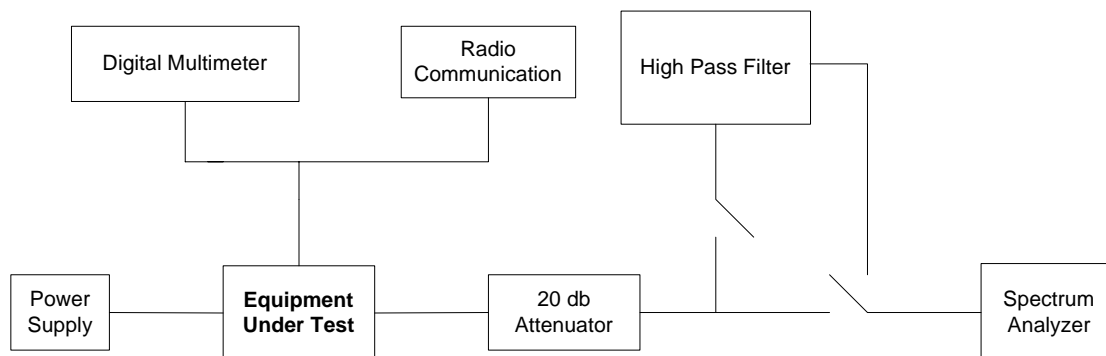 Digital Multimeter
Radio
Communication
High Pass Filter
Power
Supply
Equipment
Under Test
20 db
Attenuator
Spectrum
Analyzer